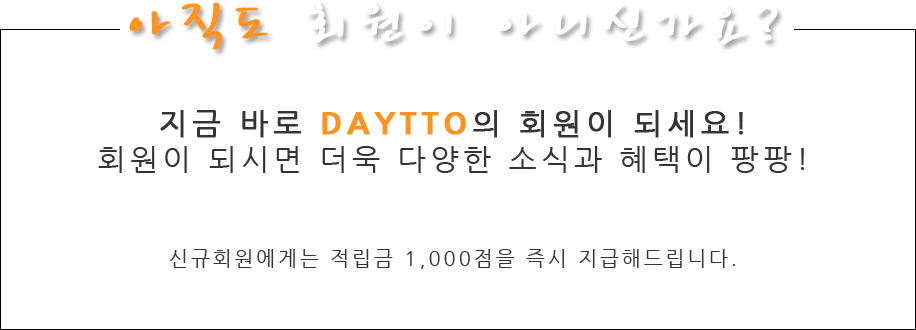 아직도 회원이 아니신가요?
지금 바로 DAYTTO의 회원이 되세요!
회원이 되시면 더욱 다양한 소식과 혜택이 팡팡!
신규회원에게는 적립금 1,000점을 즉시 지급해드립니다.